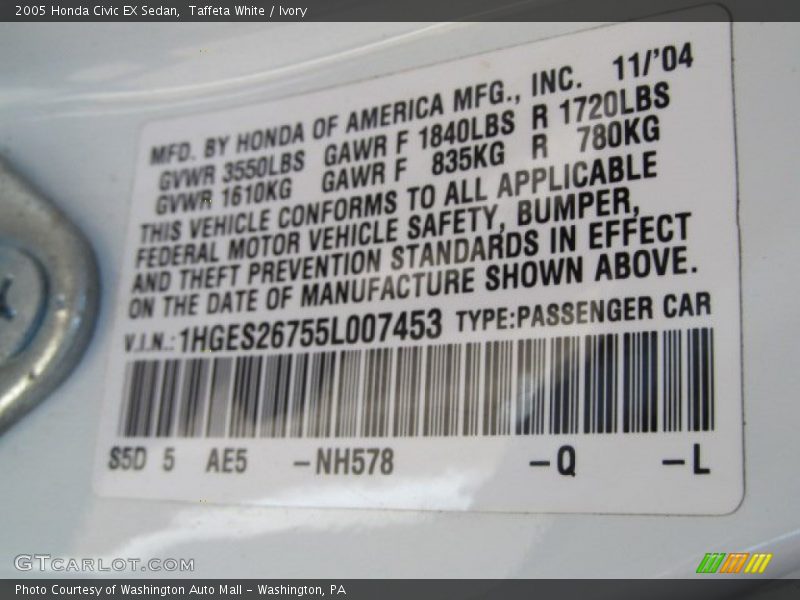 2005 Honda Civic EX Sedan, Taffeta White / Ivory
MFD. BY HONDA OF AMERICA MFG., INC. 11/'04
GVWR 3550LBS GAWR F 1840LBS R 1720LBS
GVWR 1610KG GAWR F 835KG R 780KG
THIS VEHICLE CONFORMS TO ALL APPLICABLE
FEDERAL MOTOR VEHICLE SAFETY, BUMPER,
AND THEFT PREVENTION STANDARDS IN EFFECT
ON THE DATE OF MANUFACTURE SHOWN ABOVE.
V.I.N.: 1HGES26755L007453 TYPE:PASSENGER CAR
S5D 5 AE5 -NH578 -Q -L
GTCARLOT.COM
Photo Courtesy of Washington Auto Mall - Washington, PA